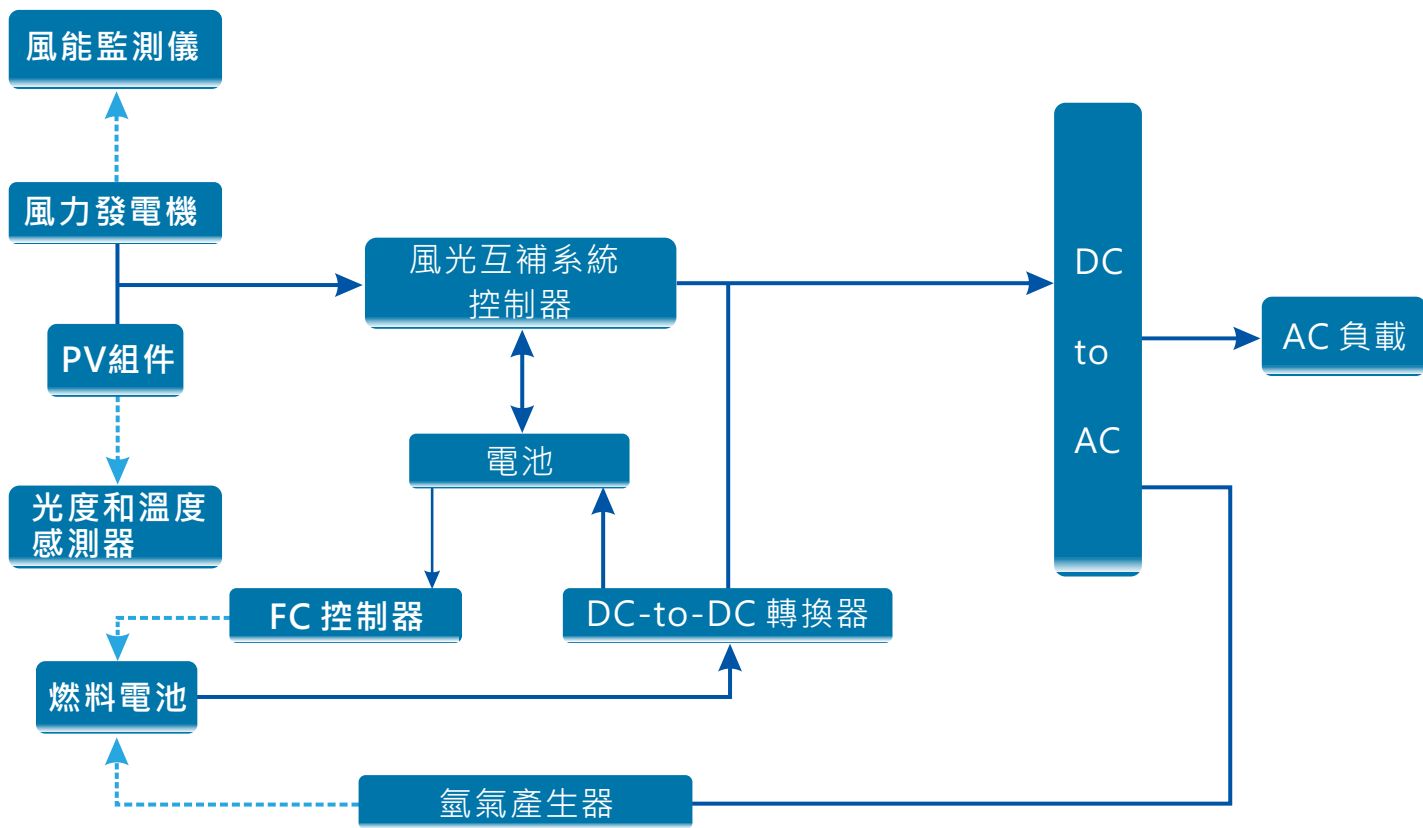 風能監測儀
風力發電機
風光互補系統
控制器
DC
to
AC
AC 負載
PV組件
電池
光度和溫度
感測器
FC 控制器
DC-to-DC 轉換器
燃料電池
氫氣產生器